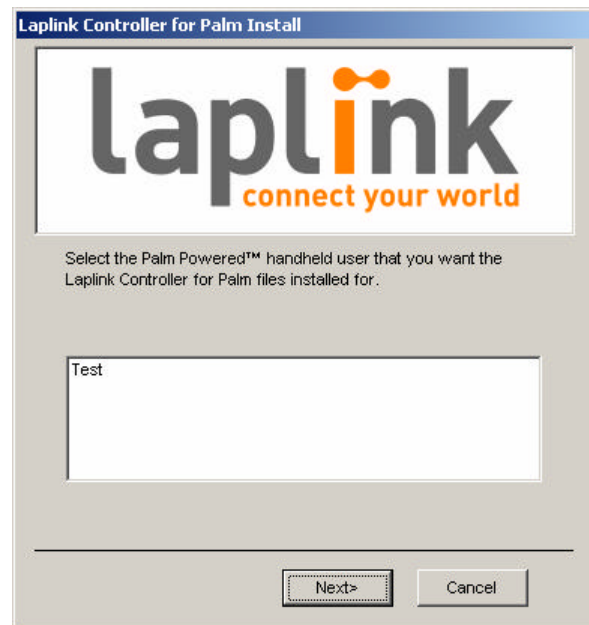 Laplink Controller for Palm Install
laplink
connect your world
Select the Palm Powered™ handheld user that you want the
Laplink Controller for Palm files installed for.
Test
Next>
Cancel